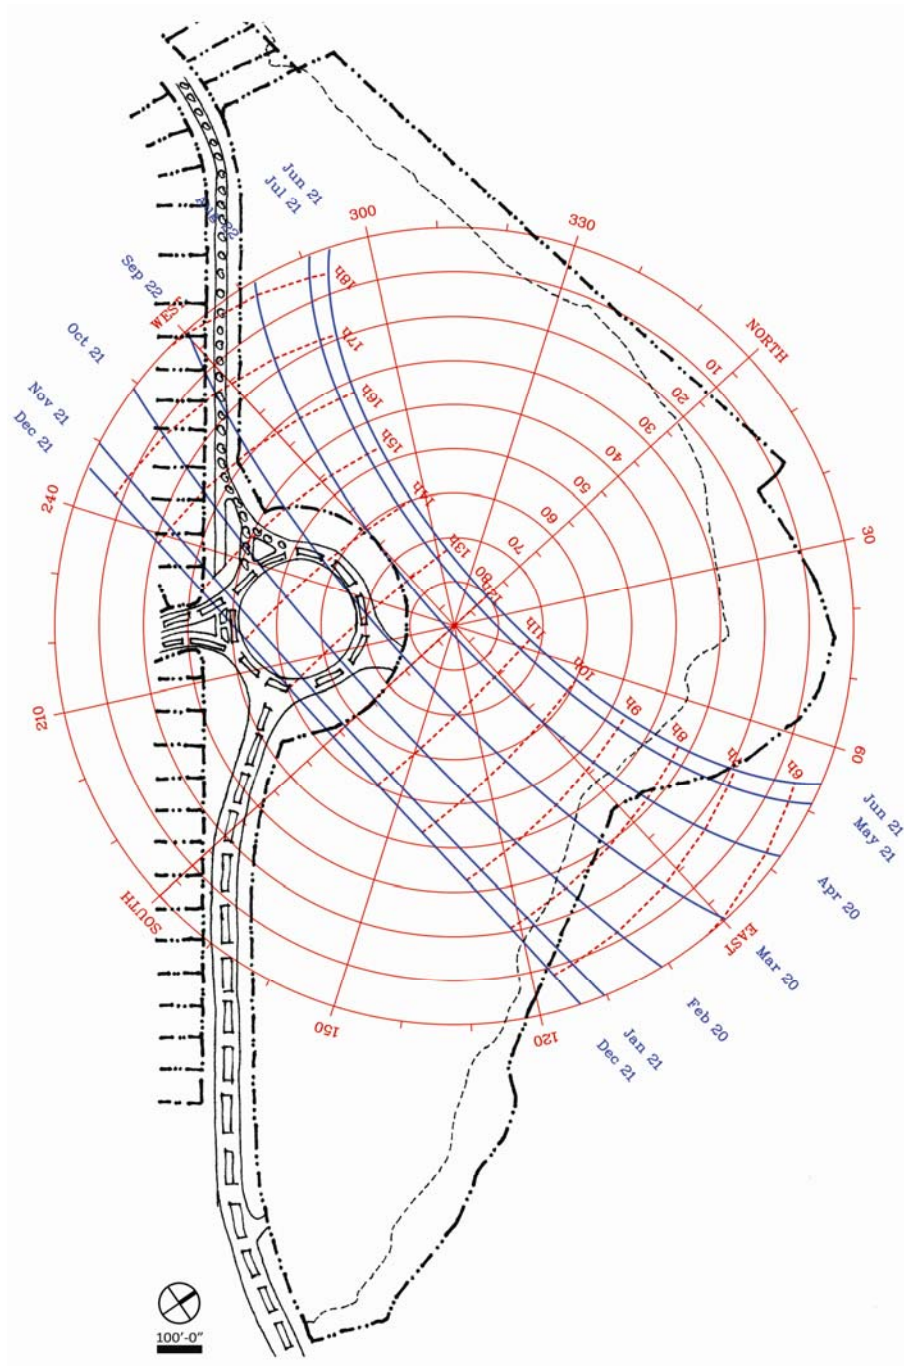 Jun 21
Jul 21
Aug 22
Sep 22
Oct 21
Nov 21
Dec 21
300
330
WEST
NORTH
240
210
SOUTH
150
120
EAST
60
30
10
20
30
40
50
60
70
80
18h
17h
16h
15h
14h
13h
12h
11h
10h
9h
8h
7h
6h
Jun 21
May 21
Apr 20
Mar 20
Feb 20
Jan 21
Dec 21
100'-0"